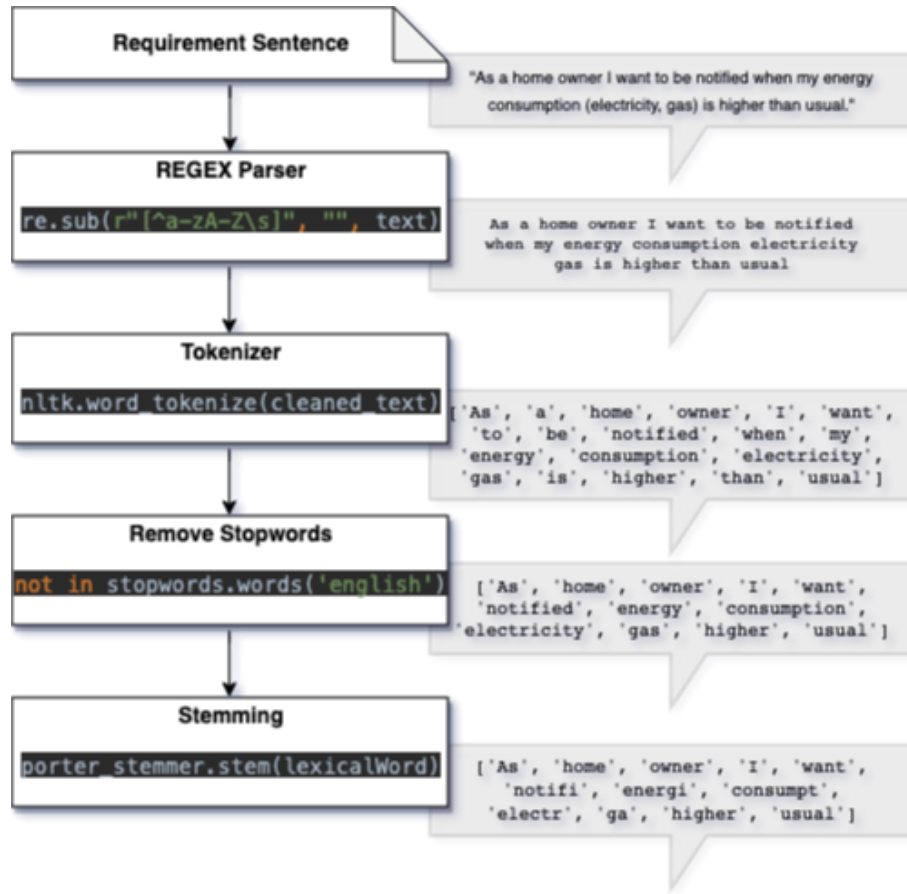 Requirement Sentence
"As a home owner I want to be notified when my energy
consumption (electricity, gas) is higher than usual."
REGEX Parser
re.sub(r"[^a-zA-Z\s]", "", text)
As a home owner I want to be notified
when my energy consumption electricity
gas is higher than usual
Tokenizer
nltk.word_tokenize(cleaned_text)
['As', 'a', 'home', 'owner', 'I', 'want',
'to', 'be', 'notified', 'when', 'my',
'energy', 'consumption', 'electricity',
'gas', 'is', 'higher', 'than', 'usual']
Remove Stopwords
not in stopwords.words('english')
['As', 'home', 'owner', 'I', 'want',
'notified', 'energy', 'consumption',
'electricity', 'gas', 'higher', 'usual']
Stemming
porter_stemmer.stem(lexicalWord)
['As', 'home', 'owner', 'I', 'want',
'notifi', 'energi', 'consumpt',
'electr', 'ga', 'higher', 'usual']